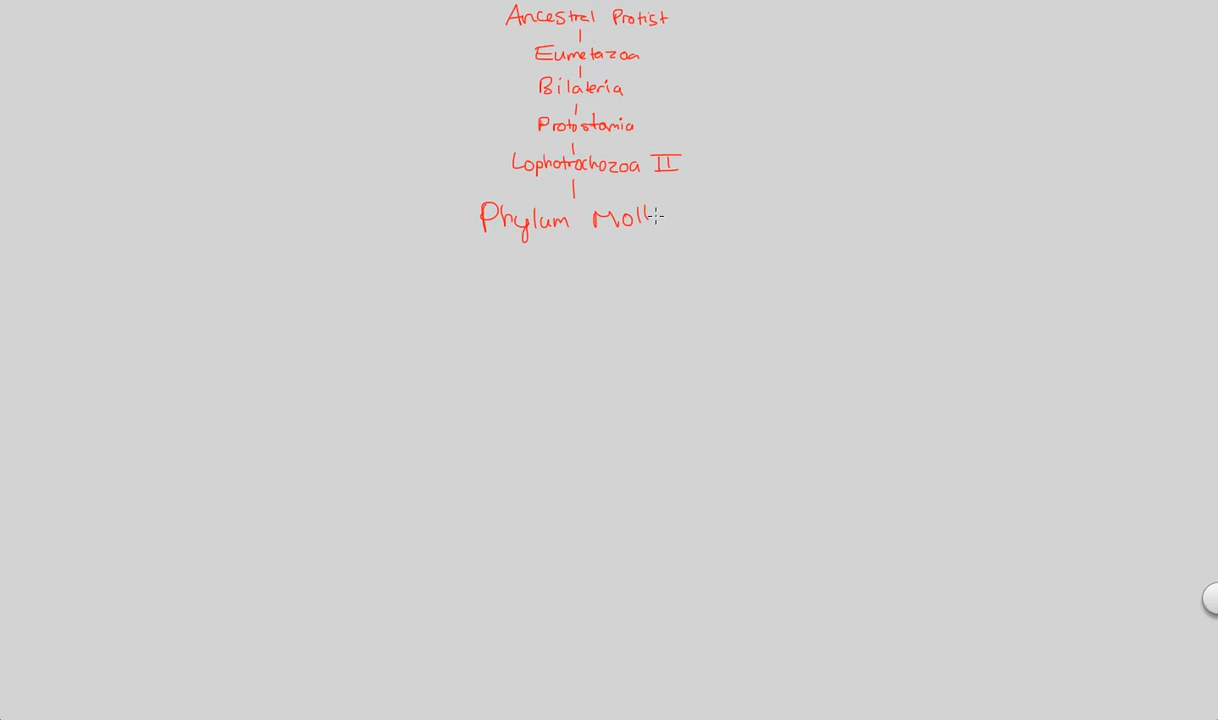 Ancestral Protist
Eumetazoa
Bilateria
Protostomia
Lophotrochozoa II
Phylum Moll